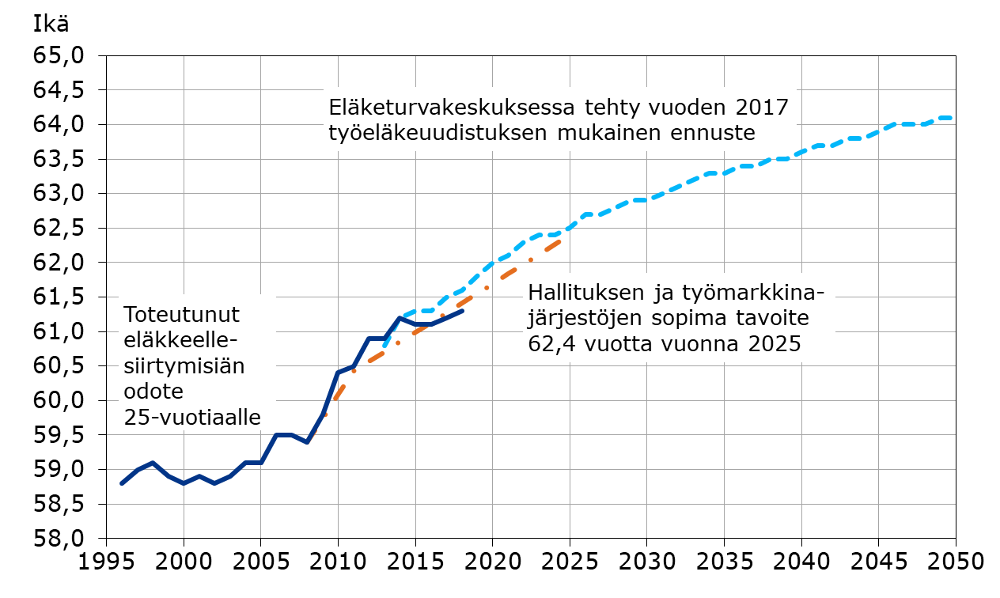 Ikä
65,0
64,5
64,0
63,5
63,0
62,5
62,0
61,5
61,0
60,5
60,0
59,5
59,0
58,5
58,0
Eläketurvakeskuksessa tehty vuoden 2017
työeläkeuudistuksen mukainen ennuste
Hallituksen ja työmarkkina-
järjestöjen sopima tavoite
62,4 vuotta vuonna 2025
Toteutunut
eläkkeelle-
siirtymisiän
odote
25-vuotiaalle
1995 2000 2005 2010 2015 2020 2025 2030 2035 2040 2045 2050